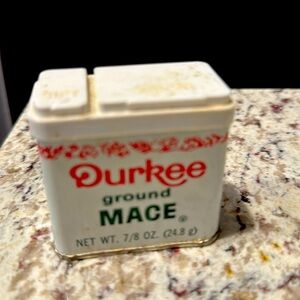 Durkee
ground
MACE®
NET WT. 7/8 OZ. (24.8 g)